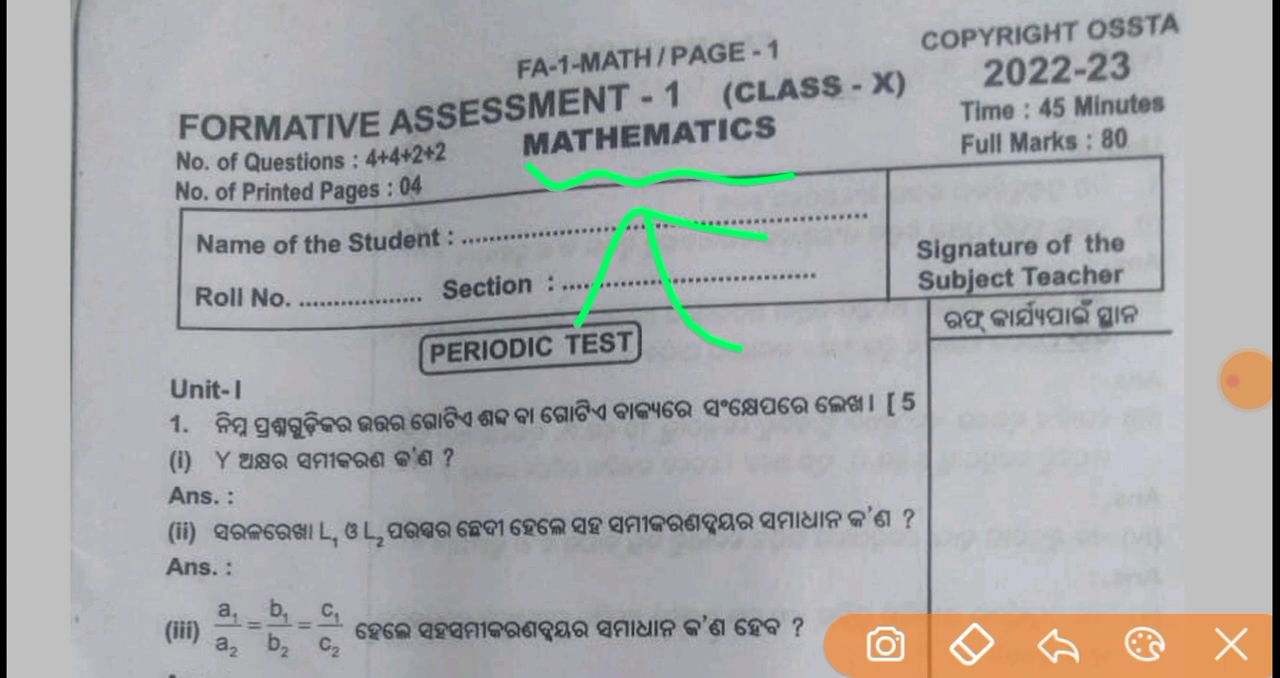 FA-1-MATH / PAGE - 1
COPYRIGHT OSSTA
FORMATIVE ASSESSMENT - 1 (CLASS - X)
2022-23
MATHEMATICS
Time : 45 Minutes
No. of Questions : 4+4+2+2
Full Marks : 80
No. of Printed Pages : 04
Name of the Student : ..........................................................
Roll No. .................. Section : ....................................
Signature of the
Subject Teacher
PERIODIC TEST
ରଫ୍ କାର୍ଯ୍ୟପାଇଁ ସ୍ଥାନ
Unit- I
1. ନିମ୍ନ ପ୍ରଶ୍ନଗୁଡ଼ିକର ଉତ୍ତର ଗୋଟିଏ ଶବ୍ଦ ବା ଗୋଟିଏ ବାକ୍ୟରେ ସଂକ୍ଷେପରେ ଲେଖ। [ 5
(i) Y ଅକ୍ଷର ସମୀକରଣ କ'ଣ ?
Ans. :
(ii) ସରଳରେଖା L₁ ଓ L₂ ପରସ୍ପର ଛେଦୀ ହେଲେ ସହ ସମୀକରଣଦ୍ୱୟର ସମାଧାନ କ'ଣ ?
Ans. :
(iii) a₁/a₂ = b₁/b₂ = c₁/c₂ ହେଲେ ସହସମୀକରଣଦ୍ୱୟର ସମାଧାନ କ'ଣ ହେବ ?